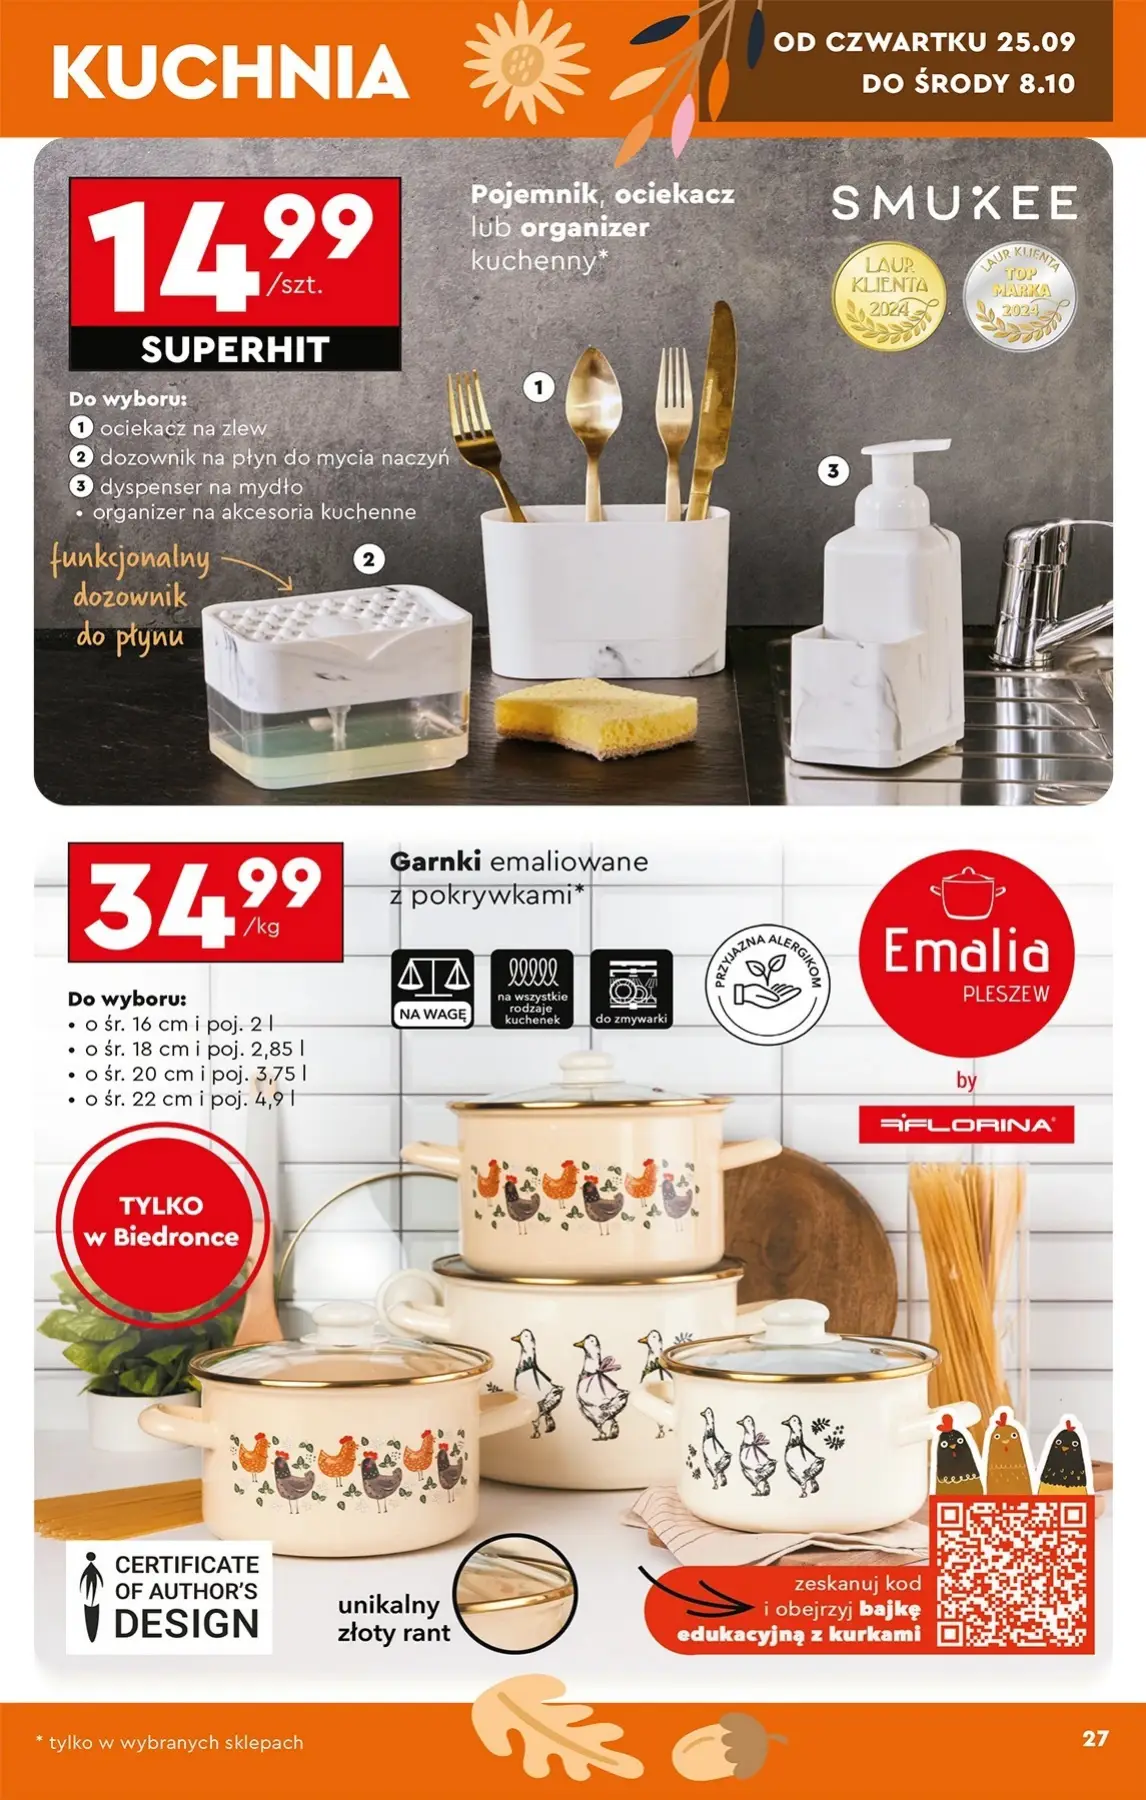 KUCHNIA
OD CZWARTKU 25.09
DO ŚRODY 8.10
14.99
/szt.
SUPERHIT
Pojemnik, ociekacz
lub organizer
kuchenny*
SMUKEE
LAUR
KLIENTA
2024
LAUR KLIENTA
TOP
MARKA
2024
Do wyboru:
1 ociekacz na zlew
2 dozownik na płyn do mycia naczyń
3 dyspenser na mydło
• organizer na akcesoria kuchenne
1
2
3
funkcjonalny
dozownik
do płynu
34.99
/kg
Garnki emaliowane
z pokrywkami*
NA WAGĘ
na wszystkie
rodzaje
kuchenek
do zmywarki
PRZYJAZNA ALERGIKOM
Emalia
PLESZEW
by
FLORINA®
Do wyboru:
• o śr. 16 cm i poj. 2 l
• o śr. 18 cm i poj. 2,85 l
• o śr. 20 cm i poj. 3,75 l
• o śr. 22 cm i poj. 4,9 l
TYLKO
w Biedronce
CERTIFICATE
OF AUTHOR'S
DESIGN
unikalny
złoty rant
zeskanuj kod
i obejrzyj bajkę
edukacyjną z kurkami
* tylko w wybranych sklepach
27